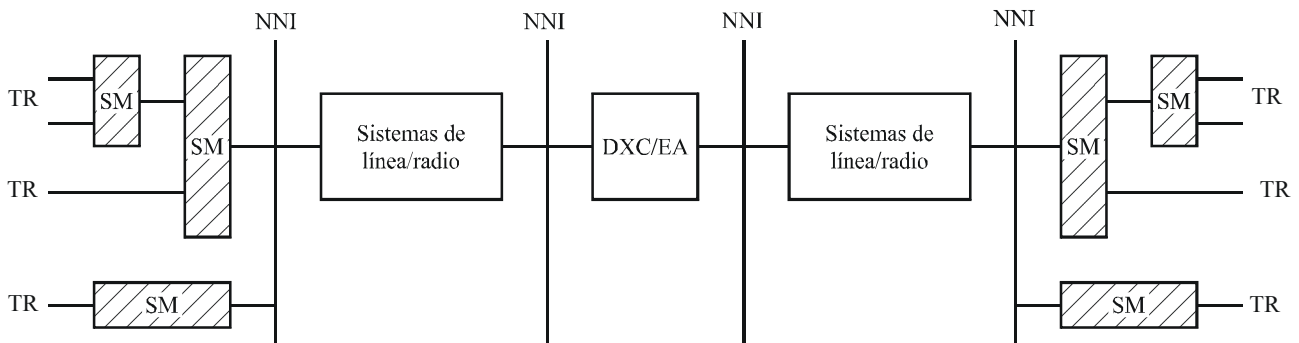 NNI
NNI
NNI
NNI
TR
SM
SM
Sistemas de
línea/radio
DXC/EA
Sistemas de
línea/radio
SM
SM
TR
TR
TR
TR
SM
SM
TR